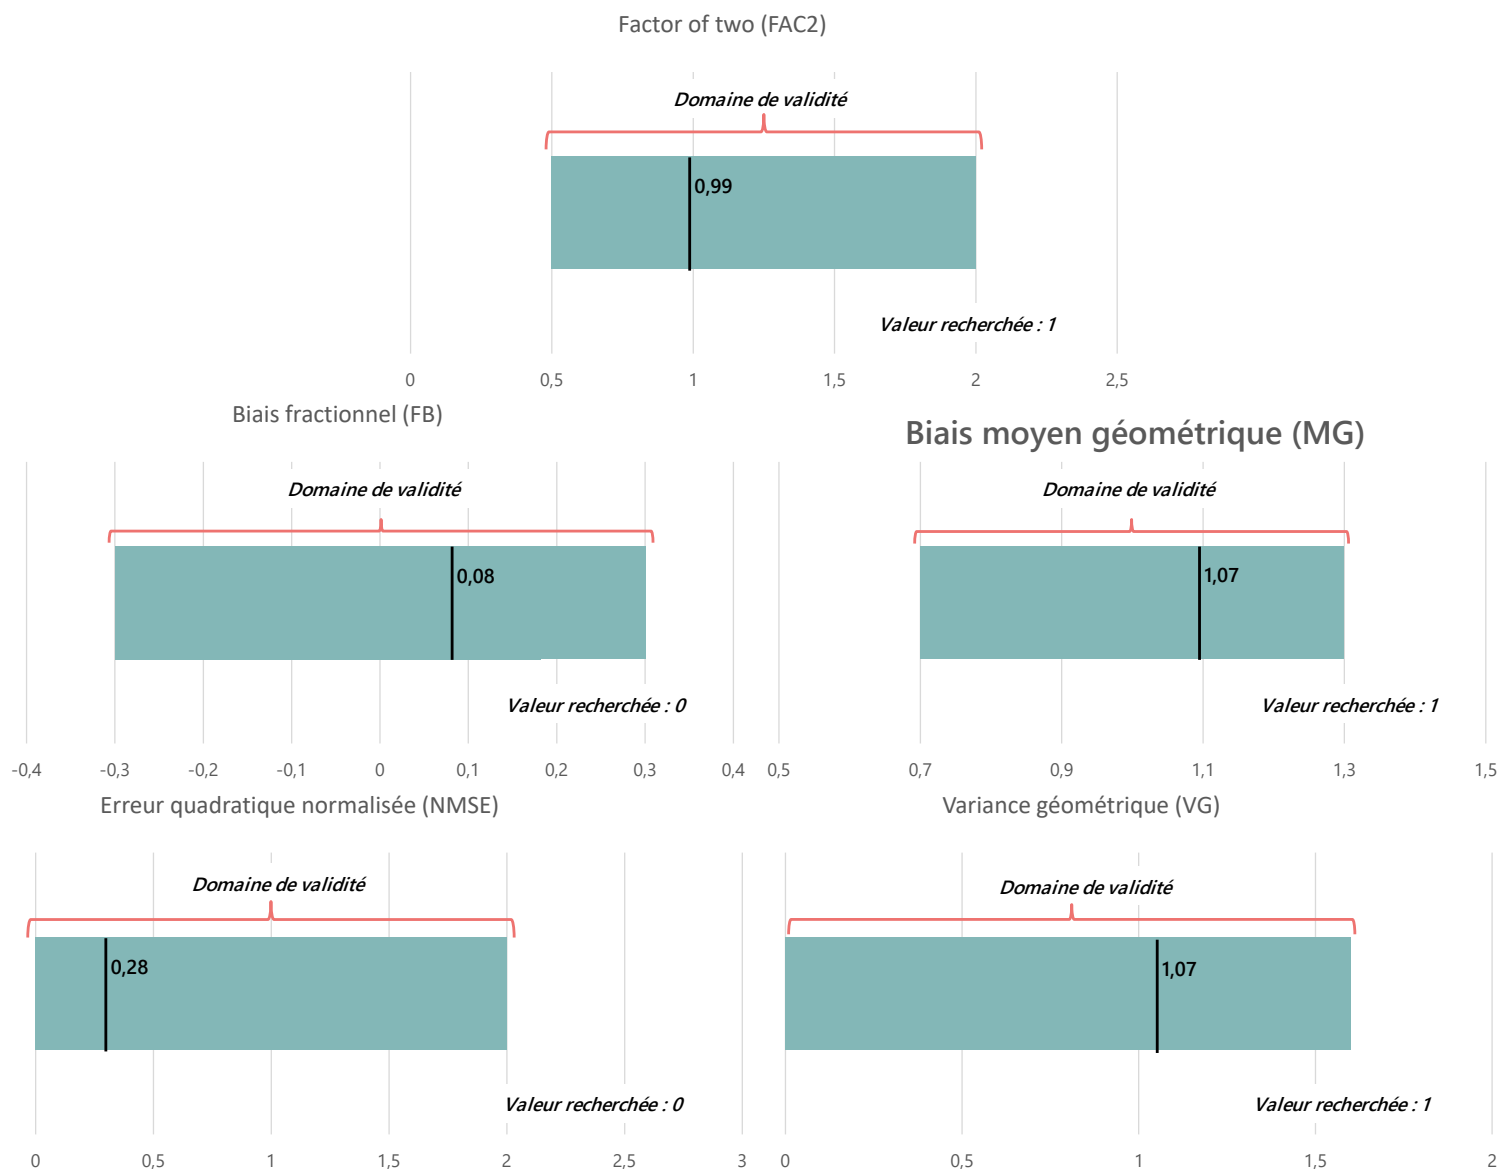 Factor of two (FAC2)
Domaine de validité
0,99
Valeur recherchée : 1
0 0,5 1 1,5 2 2,5
Biais fractionnel (FB)
Domaine de validité
0,08
Valeur recherchée : 0
-0,4 -0,3 -0,2 -0,1 0 0,1 0,2 0,3 0,4
Biais moyen géométrique (MG)
Domaine de validité
1,07
Valeur recherchée : 1
0,5 0,7 0,9 1,1 1,3 1,5
Erreur quadratique normalisée (NMSE)
Domaine de validité
0,28
Valeur recherchée : 0
0 0,5 1 1,5 2 2,5 3
Variance géométrique (VG)
Domaine de validité
1,07
Valeur recherchée : 1
0 0,5 1 1,5 2